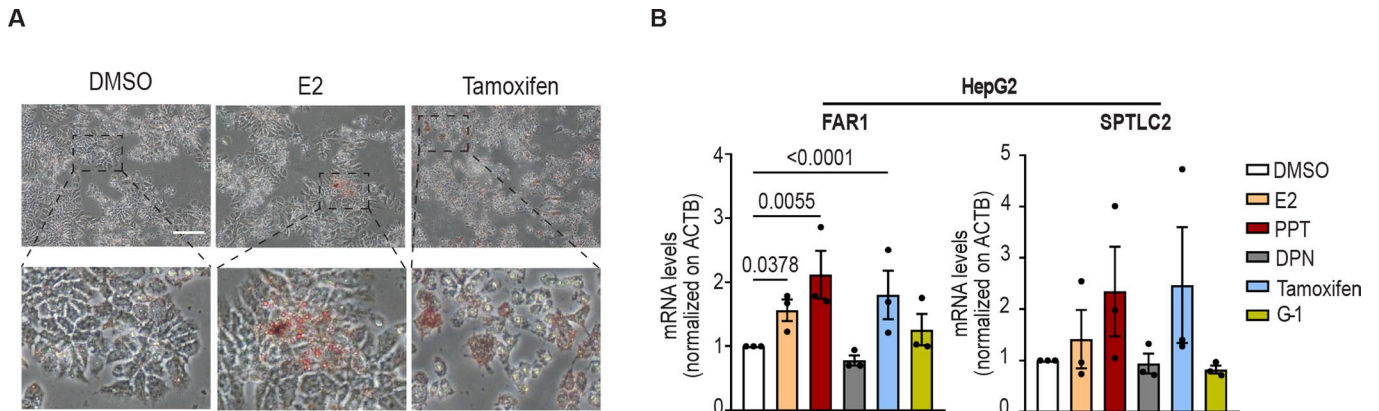 A
DMSO
E2
Tamoxifen
B
HepG2
FAR1
mRNA levels
(normalized on ACTB)
4
3
2
1
0
<0.0001
0.0055
0.0378
SPTLC2
mRNA levels
(normalized on ACTB)
5
4
3
2
1
0
DMSO
E2
PPT
DPN
Tamoxifen
G-1